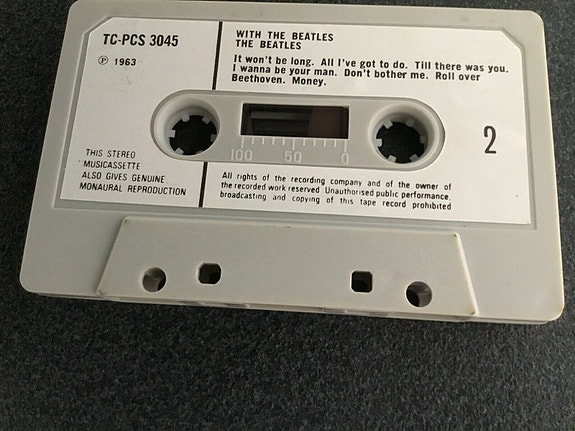 TC-PCS 3045
℗ 1963
WITH THE BEATLES
THE BEATLES
It won't be long. All I've got to do. Till there was you.
I wanna be your man. Don't bother me. Roll over
Beethoven. Money.
2
100 50 0
THIS STEREO
MUSICASSETTE
ALSO GIVES GENUINE
MONAURAL REPRODUCTION
All rights of the recording company and of the owner of
the recorded work reserved Unauthorised public performance,
broadcasting and copying of this tape record prohibited